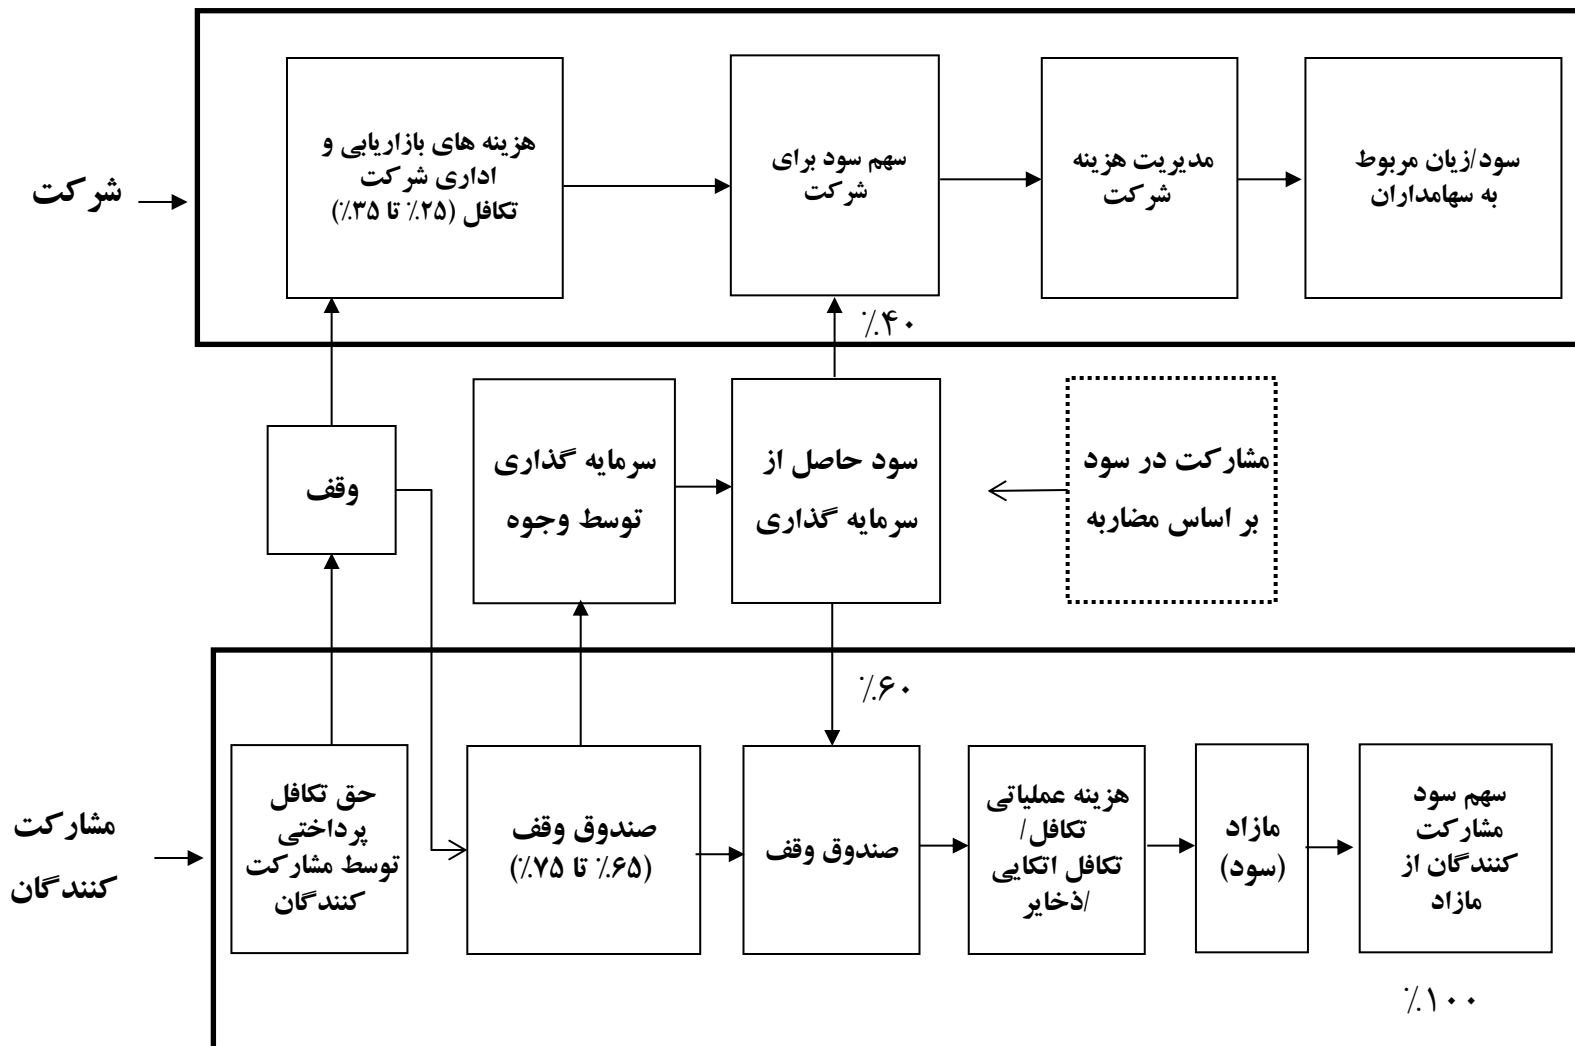 شرکت
هزینه های بازاریابی و
اداری شرکت
تکافل (۲۵٪ تا ۳۵٪)
سهم سود برای
شرکت
مدیریت هزینه
شرکت
سود/زیان مربوط
به سهامداران
٪۴۰
وقف
سرمایه گذاری
توسط وجوه
سود حاصل از
سرمایه گذاری
مشارکت در سود
بر اساس مضاربه
٪۶۰
مشارکت
کنندگان
حق تکافل
پرداختی
توسط مشارکت
کنندگان
صندوق وقف
(۶۵٪ تا ۷۵٪)
صندوق وقف
هزینه عملیاتی
تکافل/
تکافل اتکایی
/ذخایر
مازاد
(سود)
سهم سود
مشارکت
کنندگان از
مازاد
٪۱۰۰